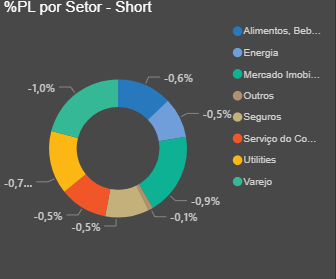 %PL por Setor - Short
-0,6%
-0,5%
-0,9%
-0,1%
-0,5%
-0,5%
-0,7...
-1,0%
Alimentos, Beb...
Energia
Mercado Imobi...
Outros
Seguros
Serviço do Co...
Utilities
Varejo